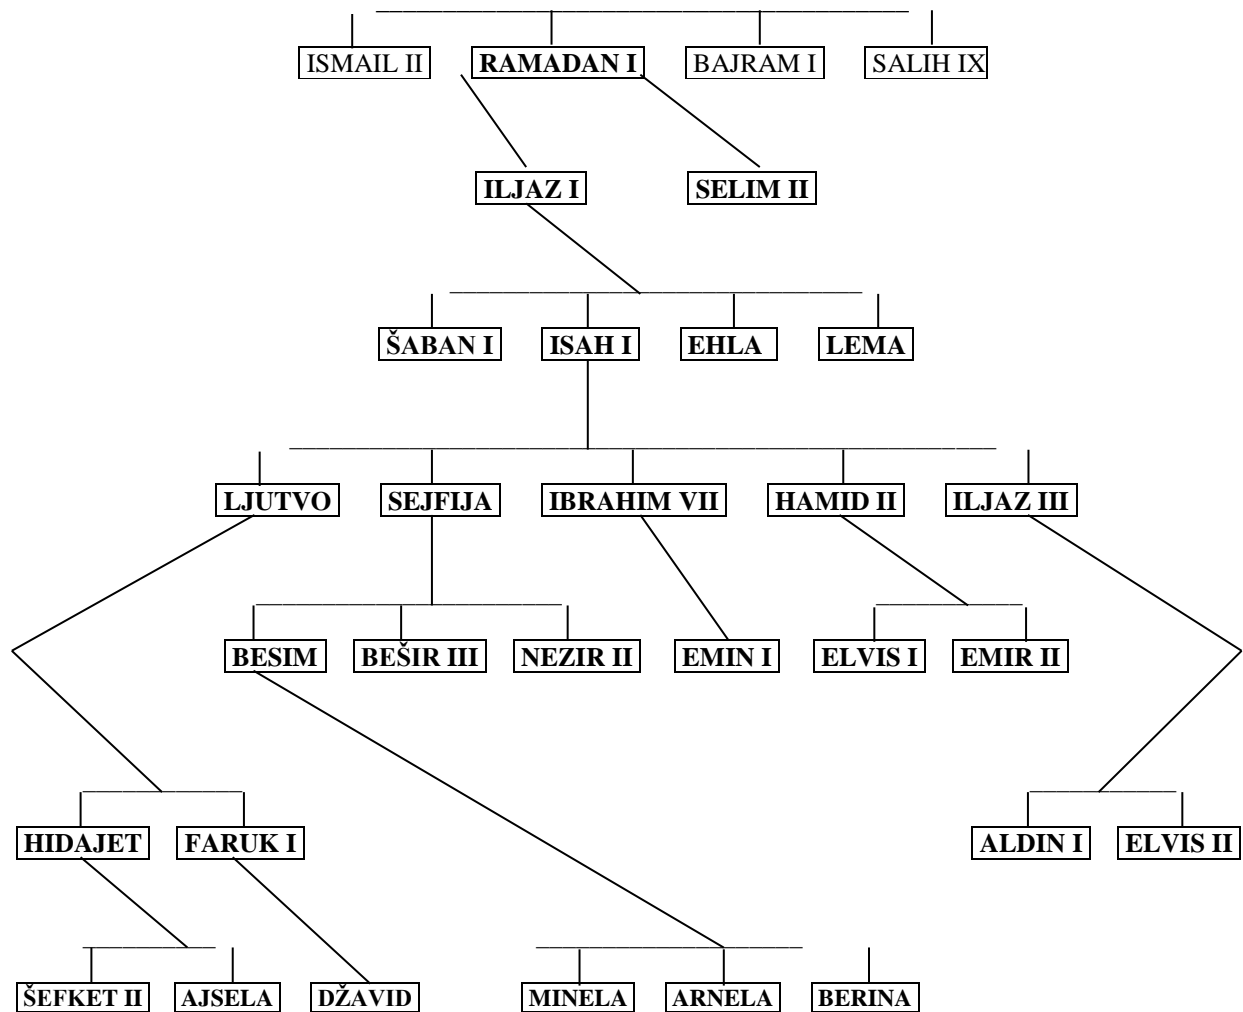 ISMAIL II RAMADAN I BAJRAM I SALIH IX
ILJAZ I SELIM II
ŠABAN I ISAH I EHLA LEMA
LJUTVO SEJFIJA IBRAHIM VII HAMID II ILJAZ III
BESIM BEŠIR III NEZIR II EMIN I ELVIS I EMIR II
HIDAJET FARUK I ALDIN I ELVIS II
ŠEFKET II AJSELA DŽAVID MINELA ARNELA BERINA